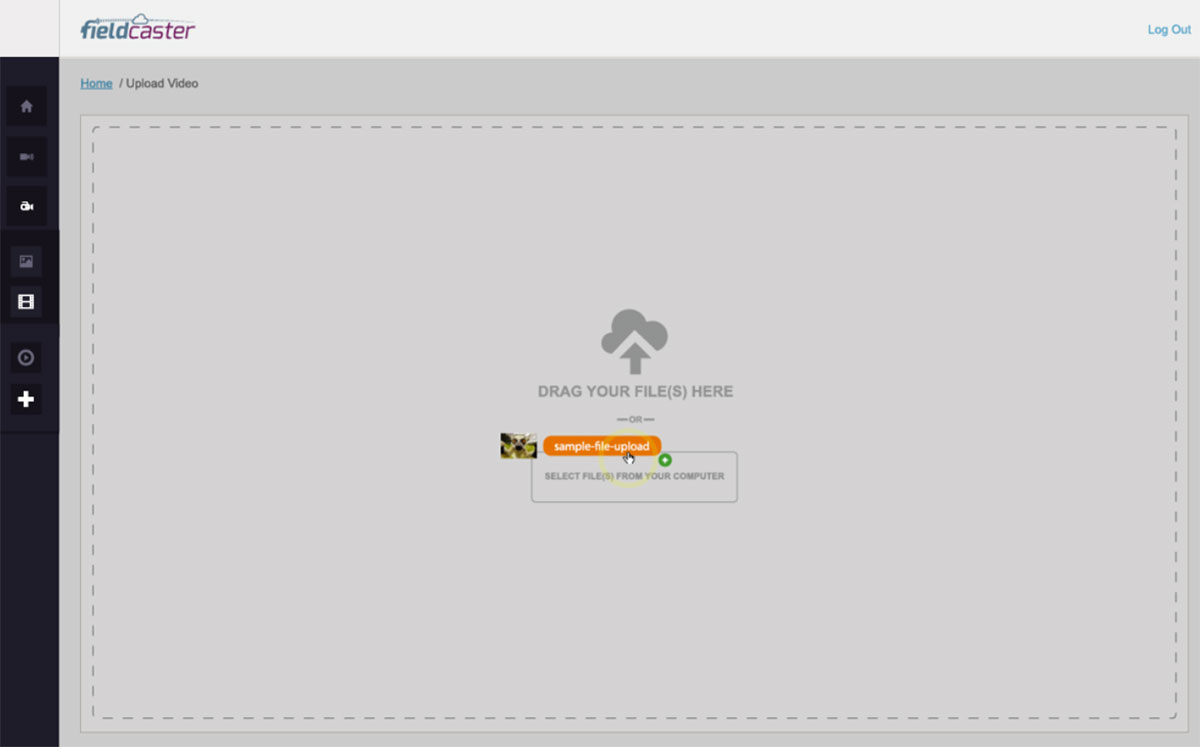 fieldcaster
Log Out
Home / Upload Video
DRAG YOUR FILE(S) HERE
OR
sample-file-upload
SELECT FILE(S) FROM YOUR COMPUTER